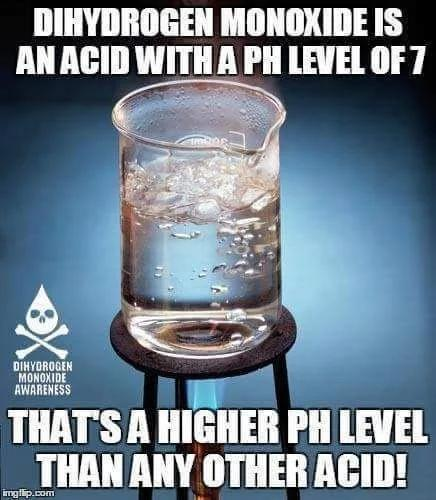 DIHYDROGEN MONOXIDE IS
AN ACID WITH A PH LEVEL OF 7
DIHYDROGEN
MONOXIDE
AWARENESS
THAT'S A HIGHER PH LEVEL
THAN ANY OTHER ACID!
imgflip.com